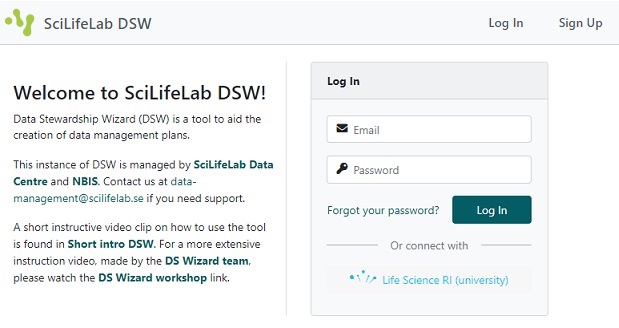 SciLifeLab DSW
Log In
Sign Up
Welcome to SciLifeLab DSW!
Data Stewardship Wizard (DSW) is a tool to aid the
creation of data management plans.
This instance of DSW is managed by SciLifeLab Data
Centre and NBIS. Contact us at data-
management@scilifelab.se if you need support.
A short instructive video clip on how to use the tool
is found in Short intro DSW. For a more extensive
instruction video, made by the DS Wizard team,
please watch the DS Wizard workshop link.
Log In
Email
Password
Forgot your password?
Log In
Or connect with
Life Science RI (university)